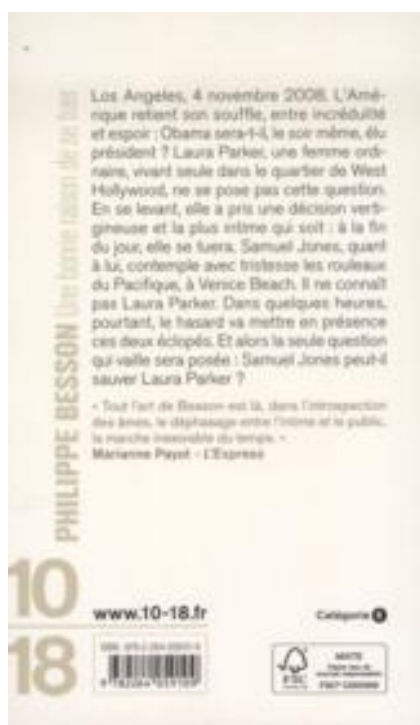 PHILIPPE BESSON Une bonne raison de se tuer
Los Angeles, 4 novembre 2008. L'Amé-
rique retient son souffle, entre incrédulité
et espoir : Obama sera-t-il, le soir même, élu
président ? Laura Parker, une femme ordi-
naire, vivant seule dans le quartier de West
Hollywood, ne se pose pas cette question.
En se levant, elle a pris une décision verti-
gineuse et la plus intime qui soit : à la fin
du jour, elle se tuera. Samuel Jones, quant
à lui, contemple avec tristesse les rouleaux
du Pacifique, à Venice Beach. Il ne connaît
pas Laura Parker. Dans quelques heures,
pourtant, le hasard va mettre en présence
ces deux éclopés. Et alors la seule question
qui vaille sera posée : Samuel Jones peut-il
sauver Laura Parker ?
« Tout l'art de Besson est là, dans l'introspection
des âmes, le déphasage entre l'intime et le public,
la marche inexorable du temps. »
Marianne Payot - L'Express
10
18
www.10-18.fr
Catégorie
9 782264 059109
FSC
MIXTE